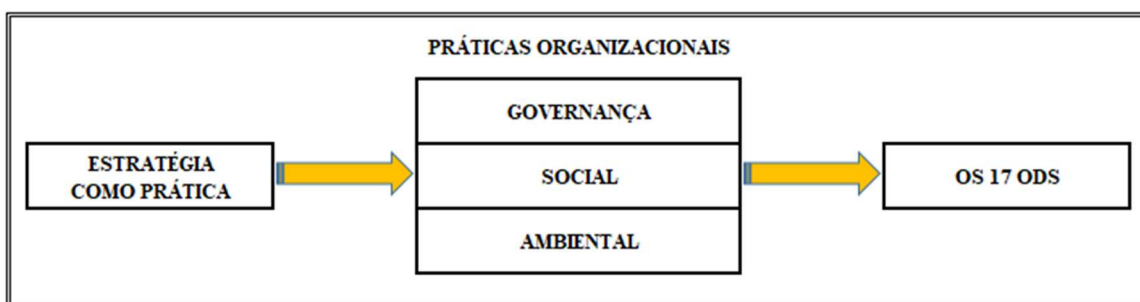 PRÁTICAS ORGANIZACIONAIS
ESTRATÉGIA
COMO PRÁTICA
GOVERNANÇA
SOCIAL
AMBIENTAL
OS 17 ODS